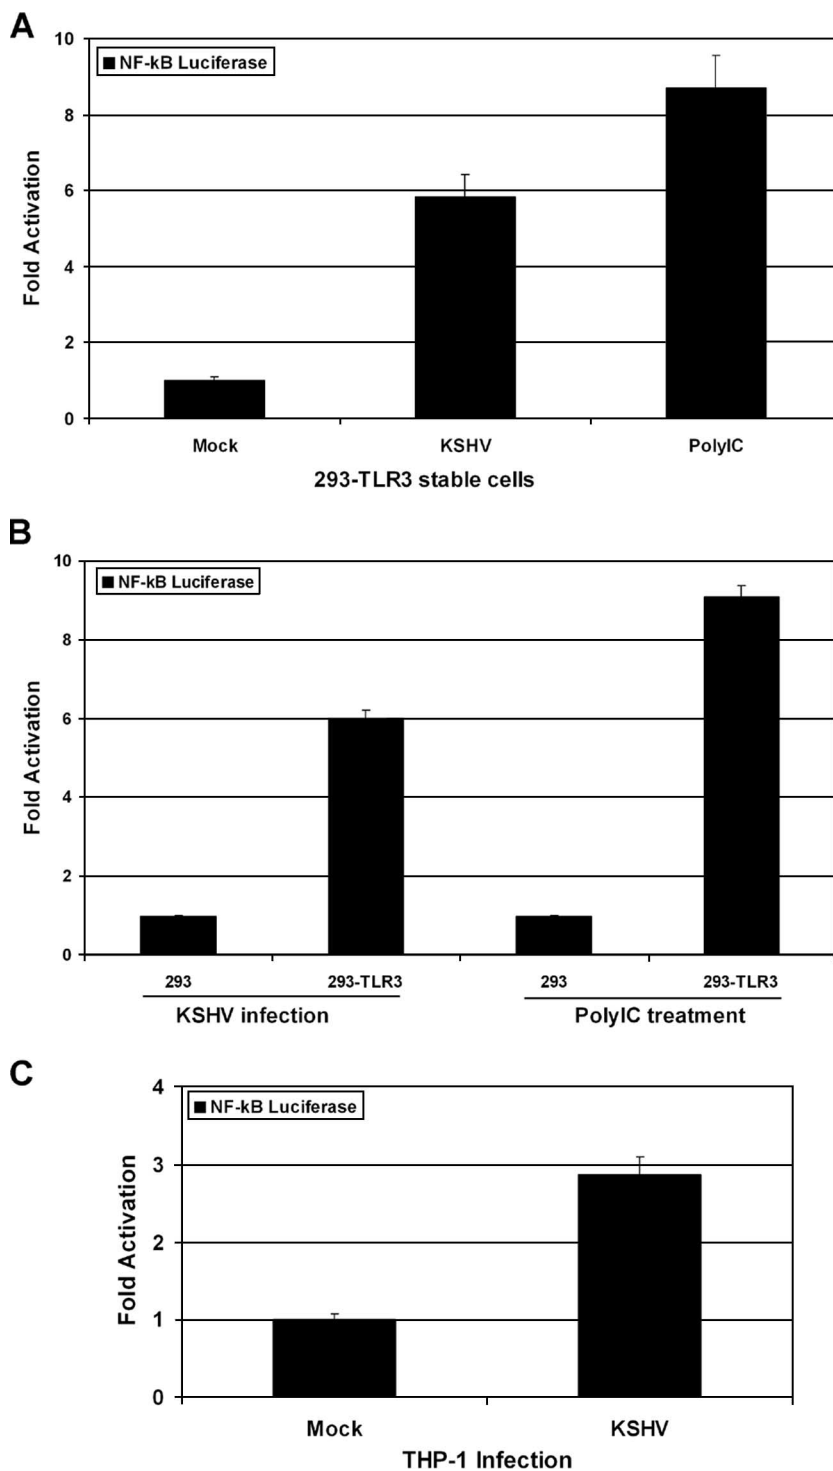 A
10
NF-kB Luciferase
8
6
4
2
0
Fold Activation
Mock KSHV PolyIC
293-TLR3 stable cells
B
10
NF-kB Luciferase
8
6
4
2
0
Fold Activation
293 293-TLR3 293 293-TLR3
KSHV infection PolyIC treatment
C
4
NF-kB Luciferase
3
2
1
0
Fold Activation
Mock KSHV
THP-1 Infection